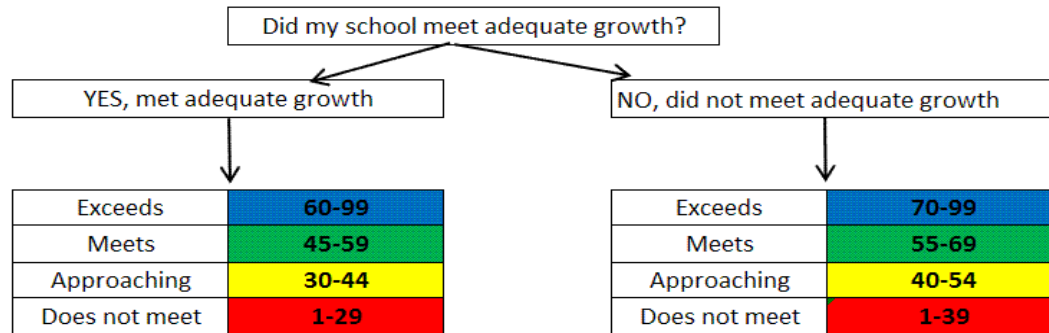 Did my school meet adequate growth?
YES, met adequate growth
NO, did not meet adequate growth
Exceeds 60-99
Meets 45-59
Approaching 30-44
Does not meet 1-29
Exceeds 70-99
Meets 55-69
Approaching 40-54
Does not meet 1-39